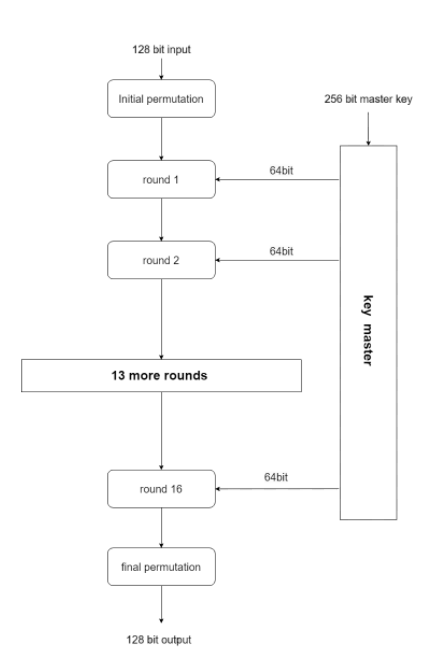 128 bit input
Initial permutation
256 bit master key
round 1
64bit
round 2
64bit
key master
13 more rounds
round 16
64bit
final permutation
128 bit output